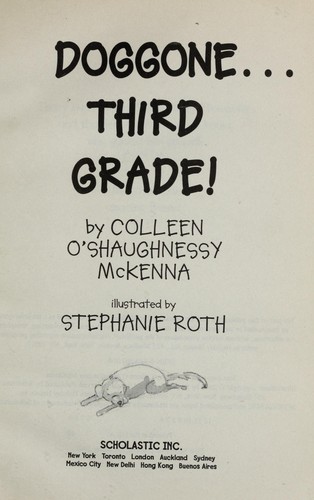 DOGGONE...
THIRD
GRADE!
by COLLEEN
O'SHAUGHNESSY
McKENNA
illustrated by
STEPHANIE ROTH
SCHOLASTIC INC.
New York Toronto London Auckland Sydney
Mexico City New Delhi Hong Kong Buenos Aires